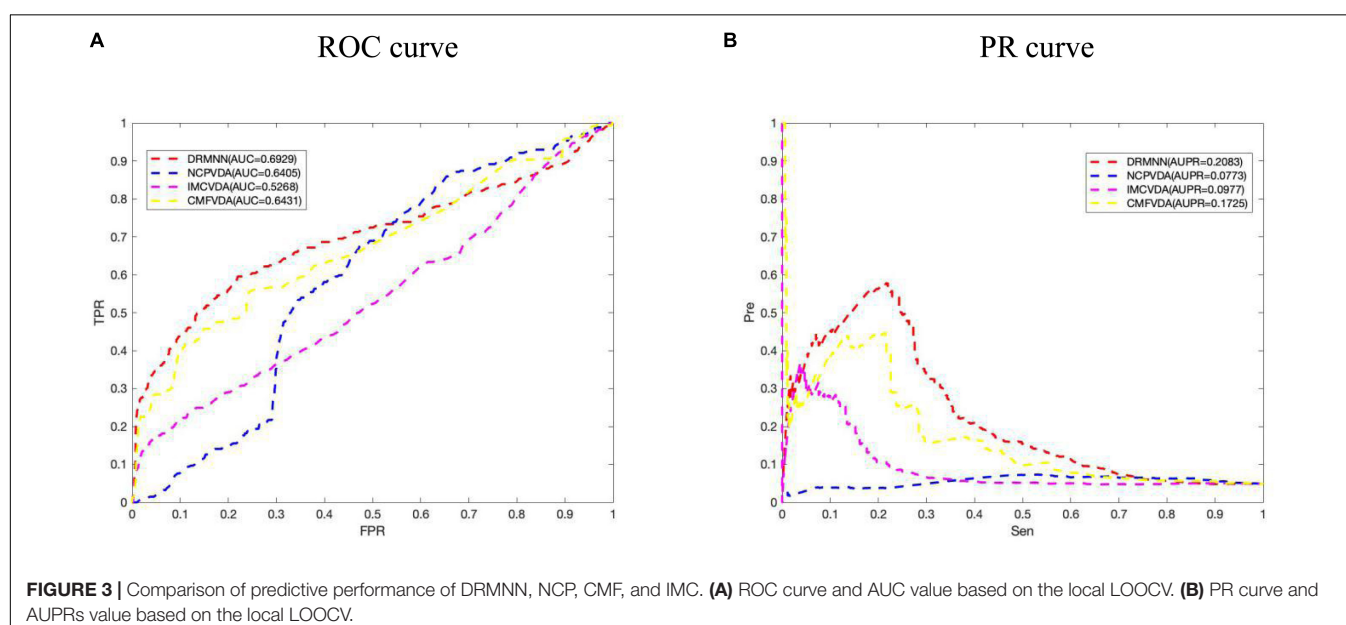 A
ROC curve
1
0.9
0.8
0.7
0.6
0.5
0.4
0.3
0.2
0.1
0
TPR
DRMNN(AUC=0.6929)
NCPVDA(AUC=0.6405)
IMCVDA(AUC=0.5268)
CMFVDA(AUC=0.6431)
0 0.1 0.2 0.3 0.4 0.5 0.6 0.7 0.8 0.9 1
FPR
B
PR curve
1
0.9
0.8
0.7
0.6
0.5
0.4
0.3
0.2
0.1
0
Pre
DRMNN(AUPR=0.2083)
NCPVDA(AUPR=0.0773)
IMCVDA(AUPR=0.0977)
CMFVDA(AUPR=0.1725)
0 0.1 0.2 0.3 0.4 0.5 0.6 0.7 0.8 0.9 1
Sen
FIGURE 3 | Comparison of predictive performance of DRMNN, NCP, CMF, and IMC. (A) ROC curve and AUC value based on the local LOOCV. (B) PR curve and
AUPRs value based on the local LOOCV.